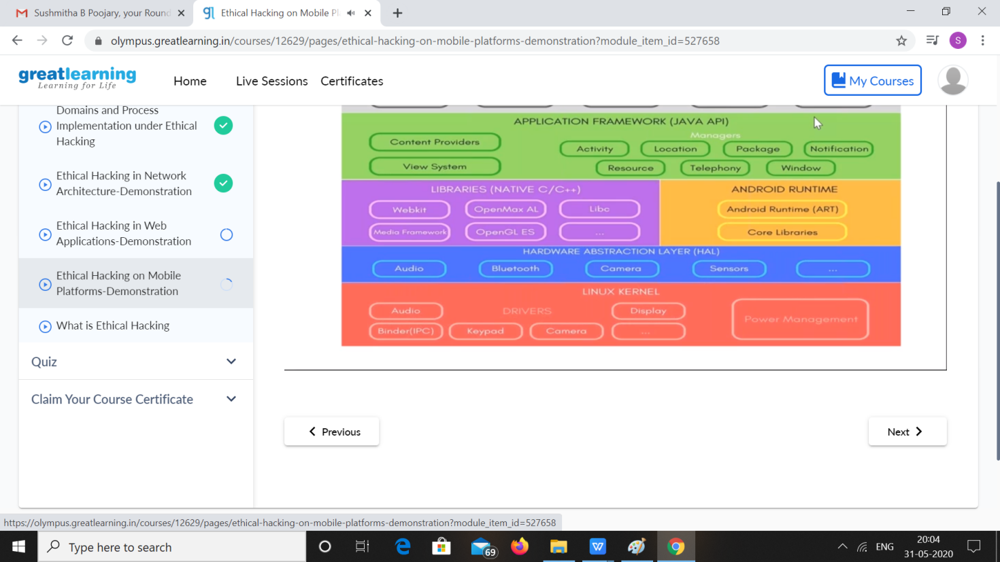 Sushmitha B Poojary, your Round
Ethical Hacking on Mobile Pl
olympus.greatlearning.in/courses/12629/pages/ethical-hacking-on-mobile-platforms-demonstration?module_item_id=527658
S
greatlearning
Learning for Life
Home
Live Sessions
Certificates
My Courses
Domains and Process
Implementation under Ethical
Hacking
Ethical Hacking in Network
Architecture-Demonstration
Ethical Hacking in Web
Applications-Demonstration
Ethical Hacking on Mobile
Platforms-Demonstration
What is Ethical Hacking
Quiz
Claim Your Course Certificate
APPLICATION FRAMEWORK (JAVA API)
Managers
Content Providers
Activity
Location
Package
Notification
View System
Resource
Telephony
Window
LIBRARIES (NATIVE C/C++)
Webkit
OpenMax AL
Libc
Media Framework
OpenGL ES
...
ANDROID RUNTIME
Android Runtime (ART)
Core Libraries
HARDWARE ABSTRACTION LAYER (HAL)
Audio
Bluetooth
Camera
Sensors
...
LINUX KERNEL
Audio
DRIVERS
Display
Power Management
Binder(IPC)
Keypad
Camera
...
Previous
Next
https://olympus.greatlearning.in/courses/12629/pages/ethical-hacking-on-mobile-platforms-demonstration?module_item_id=527658
Type here to search
69
ENG
20:04
31-05-2020